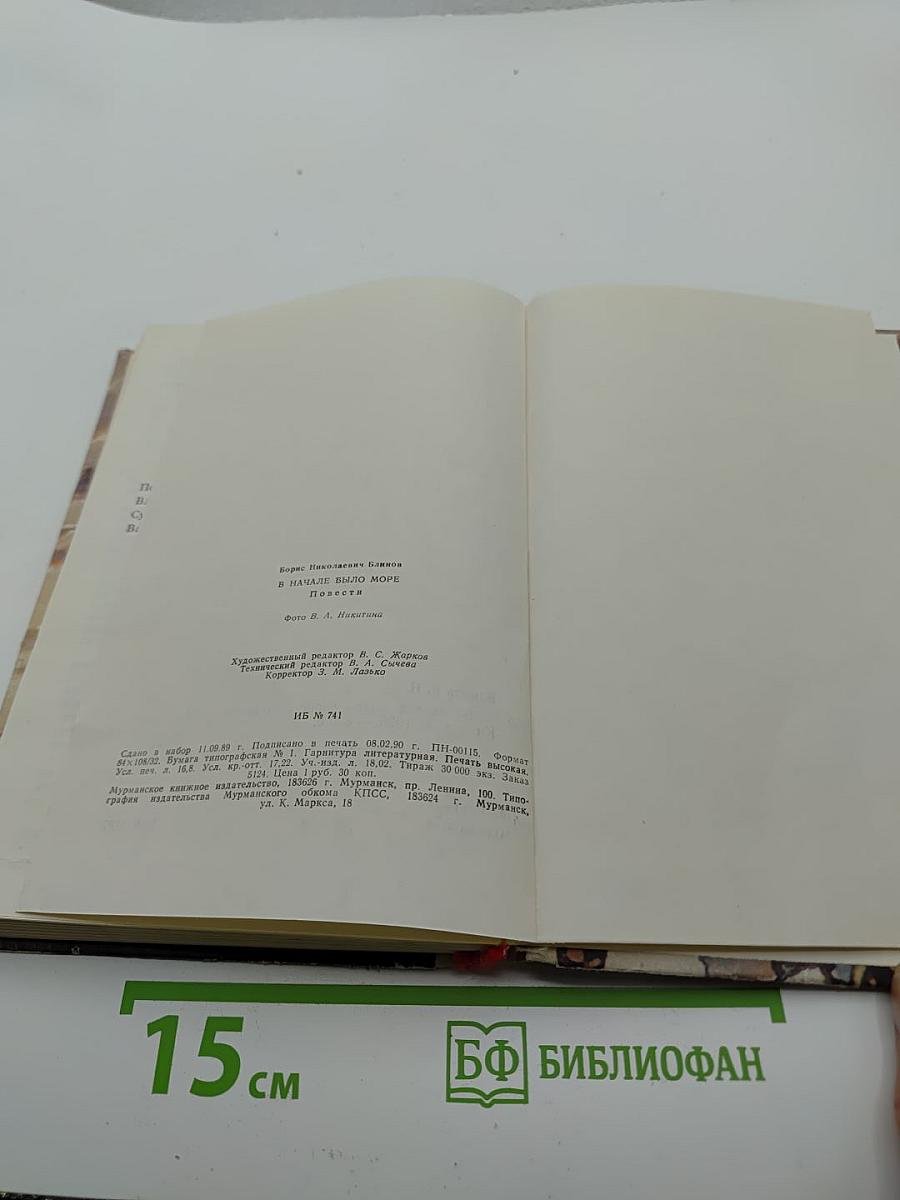 Борис Николаевич Блинов
В НАЧАЛЕ БЫЛО МОРЕ
Повести
Фото В. А. Никитина
Художественный редактор В. С. Жарков
Технический редактор В. А. Сычева
Корректор З. М. Лазько
ИБ № 741
Сдано в набор 11.09.89 г. Подписано в печать 08.02.90 г. ПН-00115. Формат
84×108/32. Бумага типографская № 1. Гарнитура литературная. Печать высокая.
Усл. печ. л. 16,8. Усл. кр.-отт. 17,22. Уч.-изд. л. 18,02. Тираж 30 000 экз. Заказ
5124. Цена 1 руб. 30 коп.
Мурманское книжное издательство, 183626 г. Мурманск, пр. Ленина, 100. Типо-
графия издательства Мурманского обкома КПСС, 183624 г. Мурманск,
ул. К. Маркса, 18
15 см
БФ БИБЛИОФАН